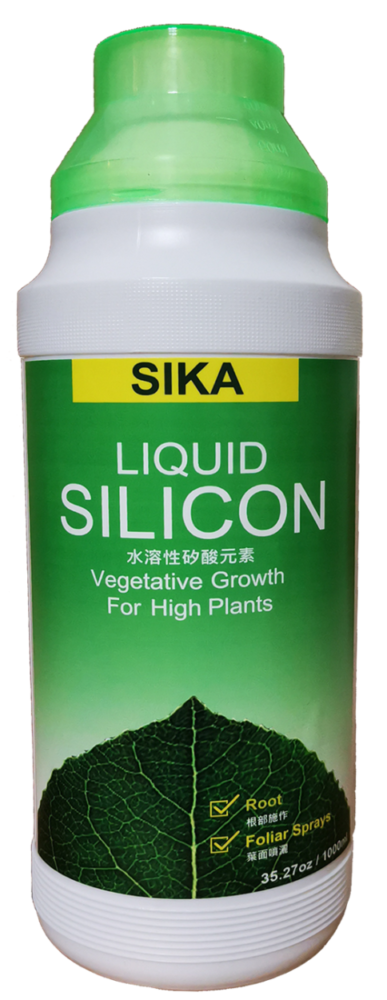 SIKA
LIQUID
SILICON
水溶性矽酸元素
Vegetative Growth
For High Plants
Root
根部施作
Foliar Sprays
葉面噴灑
35.27oz / 1000ml